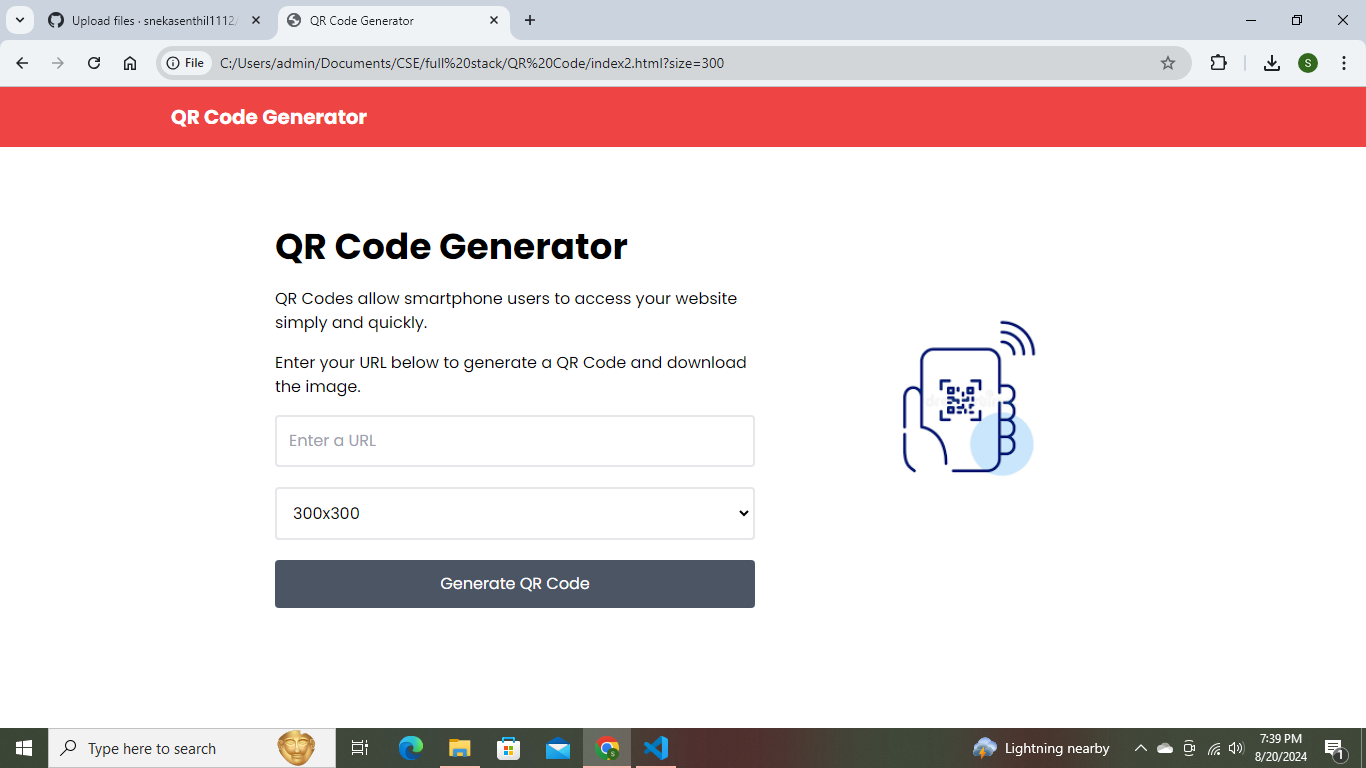 Upload files · snekasenthil1112
QR Code Generator
File
C:/Users/admin/Documents/CSE/full%20stack/QR%20Code/index2.html?size=300
S
QR Code Generator
QR Code Generator
QR Codes allow smartphone users to access your website
simply and quickly.
Enter your URL below to generate a QR Code and download
the image.
Enter a URL
300x300
Generate QR Code
Type here to search
Lightning nearby
7:39 PM
8/20/2024
1